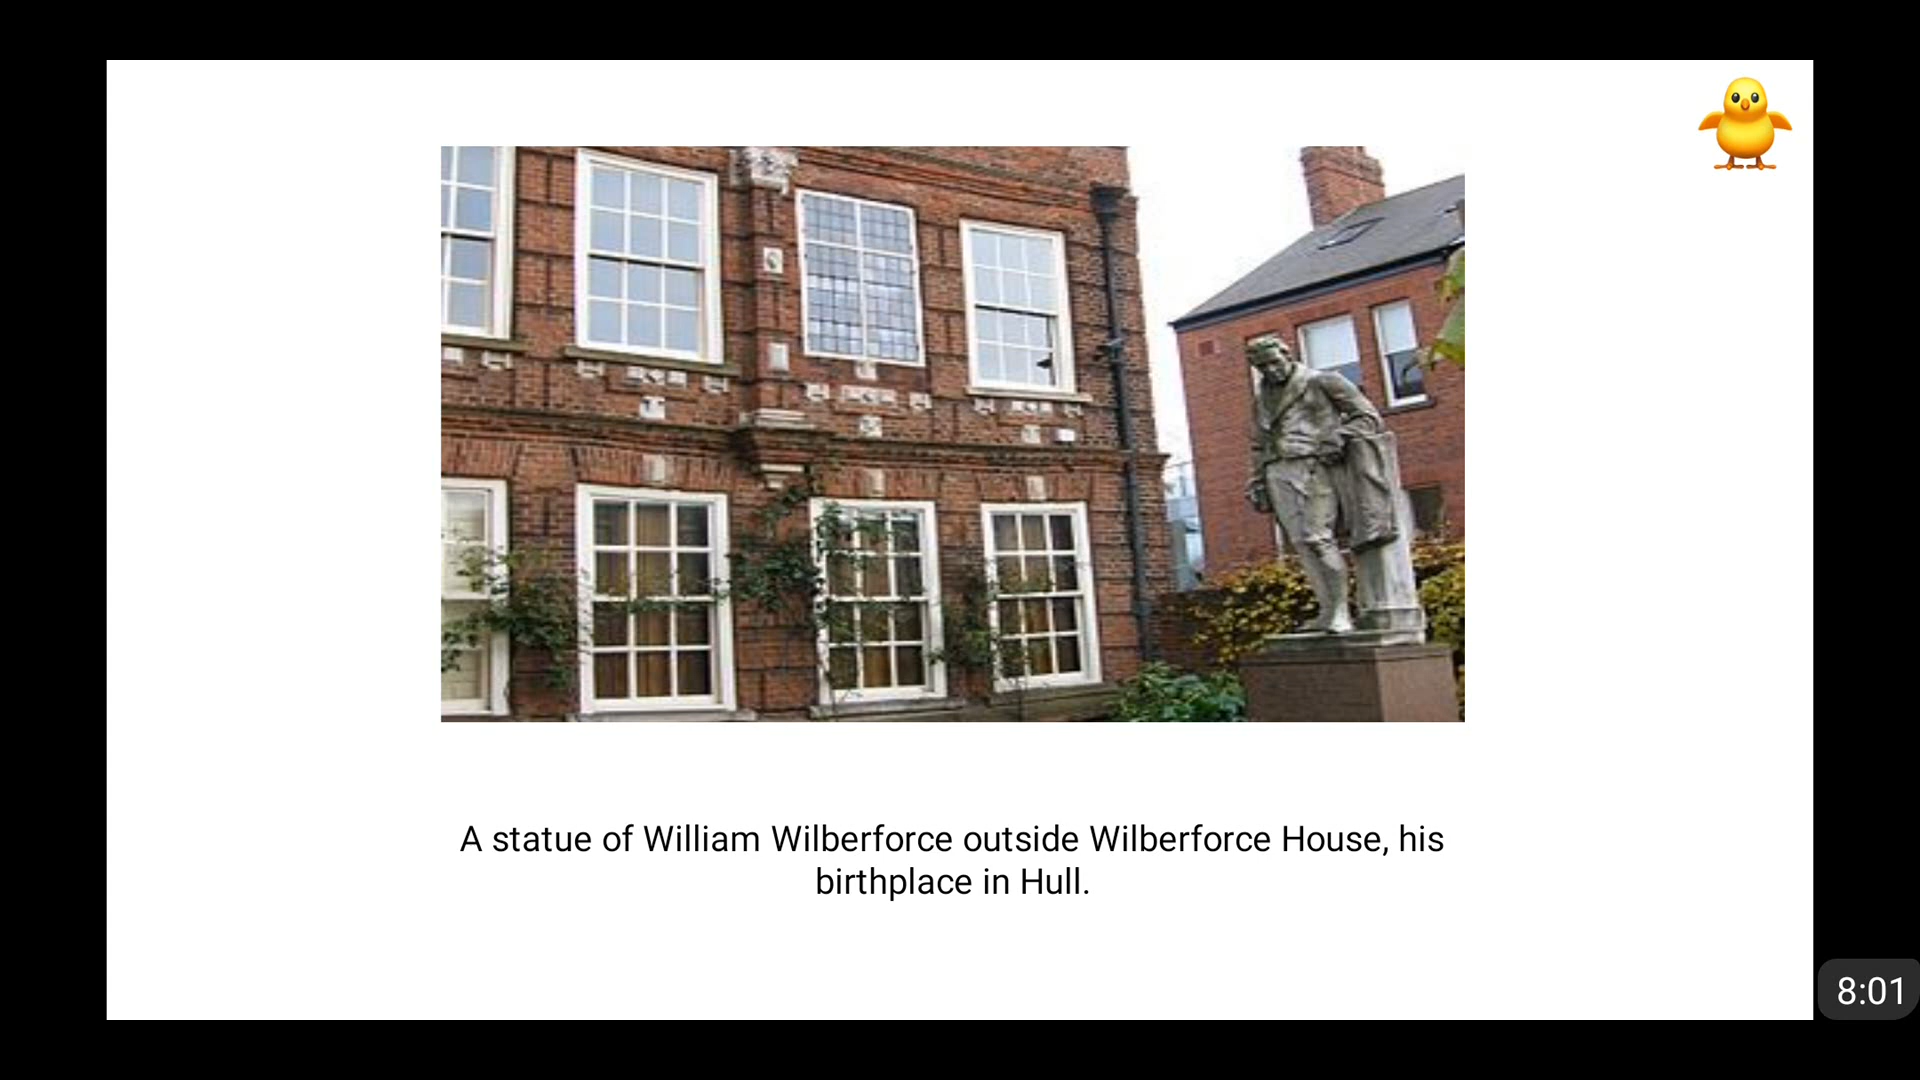 A statue of William Wilberforce outside Wilberforce House, his
birthplace in Hull.
8:01